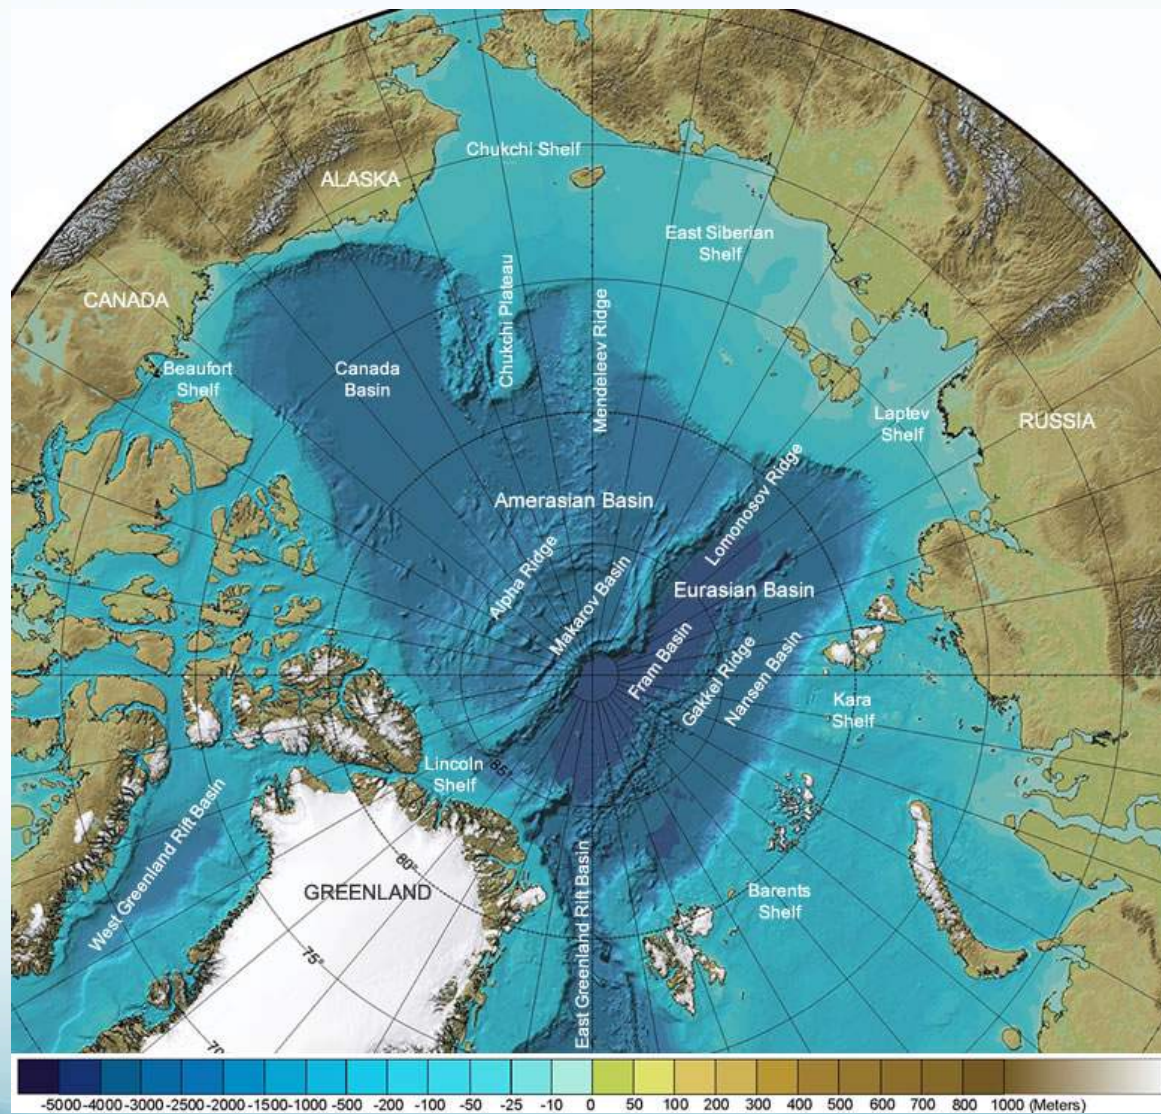 Chukchi Shelf
ALASKA
East Siberian
Shelf
CANADA
Chukchi Plateau
Mendeleev Ridge
Beaufort
Shelf
Canada
Basin
Laptev
Shelf
RUSSIA
Lomonosov Ridge
Amerasian Basin
Alpha Ridge
Makarov Basin
Eurasian Basin
Fram Basin
Gakkel Ridge
Nansen Basin
Kara
Shelf
Lincoln
Shelf
85°
West Greenland Rift Basin
80°
GREENLAND
East Greenland Rift Basin
Barents
Shelf
75°
70
-5000 -4000 -3000 -2500 -2000 -1500 -1000 -500 -200 -100 -50 -25 -10 0 50 100 200 300 400 500 600 700 800 1000 (Meters)